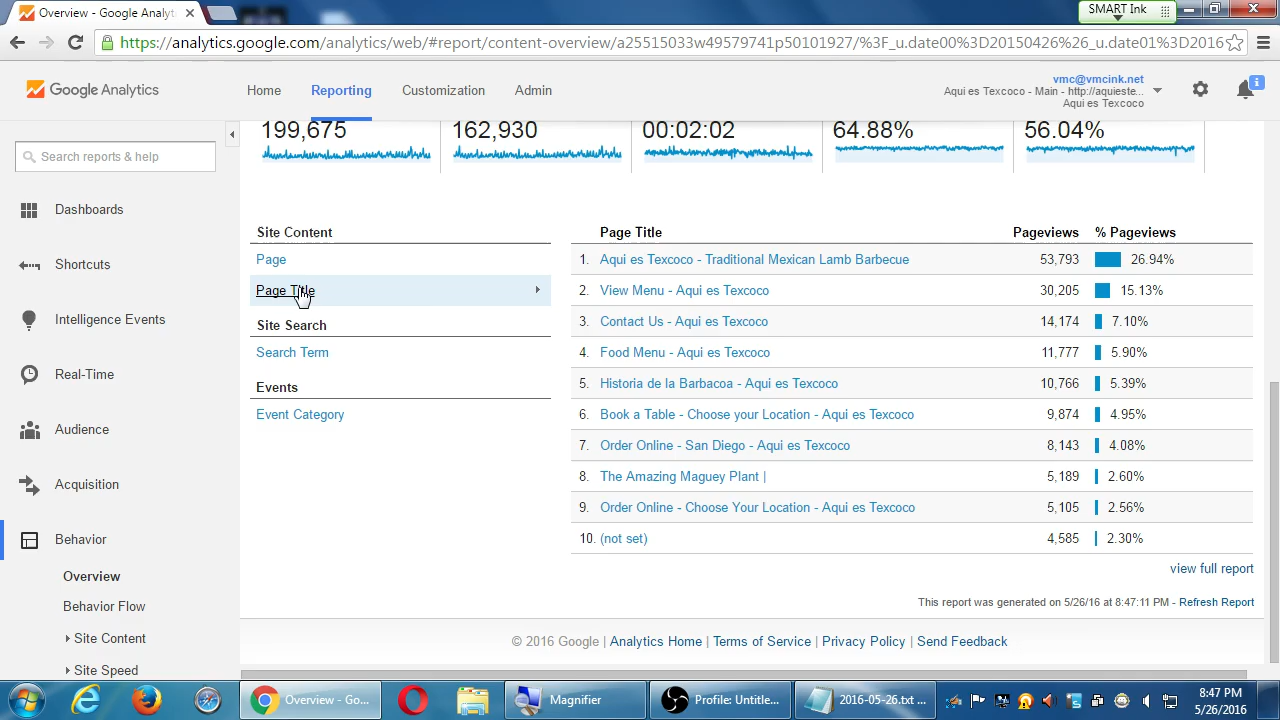 Overview - Google Analyt
SMART Ink
https://analytics.google.com/analytics/web/#report/content-overview/a25515033w49579741p50101927/%3F_u.date00%3D20150426%26_u.date01%3D2016
Google Analytics
Home
Reporting
Customization
Admin
vmc@vmcink.net
Aqui es Texcoco - Main - http://aquieste...
Aqui es Texcoco
Search reports & help
Dashboards
Shortcuts
Intelligence Events
Real-Time
Audience
Acquisition
Behavior
Overview
Behavior Flow
Site Content
Site Speed
199,675
162,930
00:02:02
64.88%
56.04%
Site Content
Page
Page Title
Site Search
Search Term
Events
Event Category
Page Title Pageviews % Pageviews
1. Aqui es Texcoco - Traditional Mexican Lamb Barbecue 53,793 26.94%
2. View Menu - Aqui es Texcoco 30,205 15.13%
3. Contact Us - Aqui es Texcoco 14,174 7.10%
4. Food Menu - Aqui es Texcoco 11,777 5.90%
5. Historia de la Barbacoa - Aqui es Texcoco 10,766 5.39%
6. Book a Table - Choose your Location - Aqui es Texcoco 9,874 4.95%
7. Order Online - San Diego - Aqui es Texcoco 8,143 4.08%
8. The Amazing Maguey Plant | 5,189 2.60%
9. Order Online - Choose Your Location - Aqui es Texcoco 5,105 2.56%
10. (not set) 4,585 2.30%
view full report
This report was generated on 5/26/16 at 8:47:11 PM - Refresh Report
© 2016 Google | Analytics Home | Terms of Service | Privacy Policy | Send Feedback
Overview - Go...
Magnifier
Profile: Untitle...
2016-05-26.txt ...
8:47 PM
5/26/2016